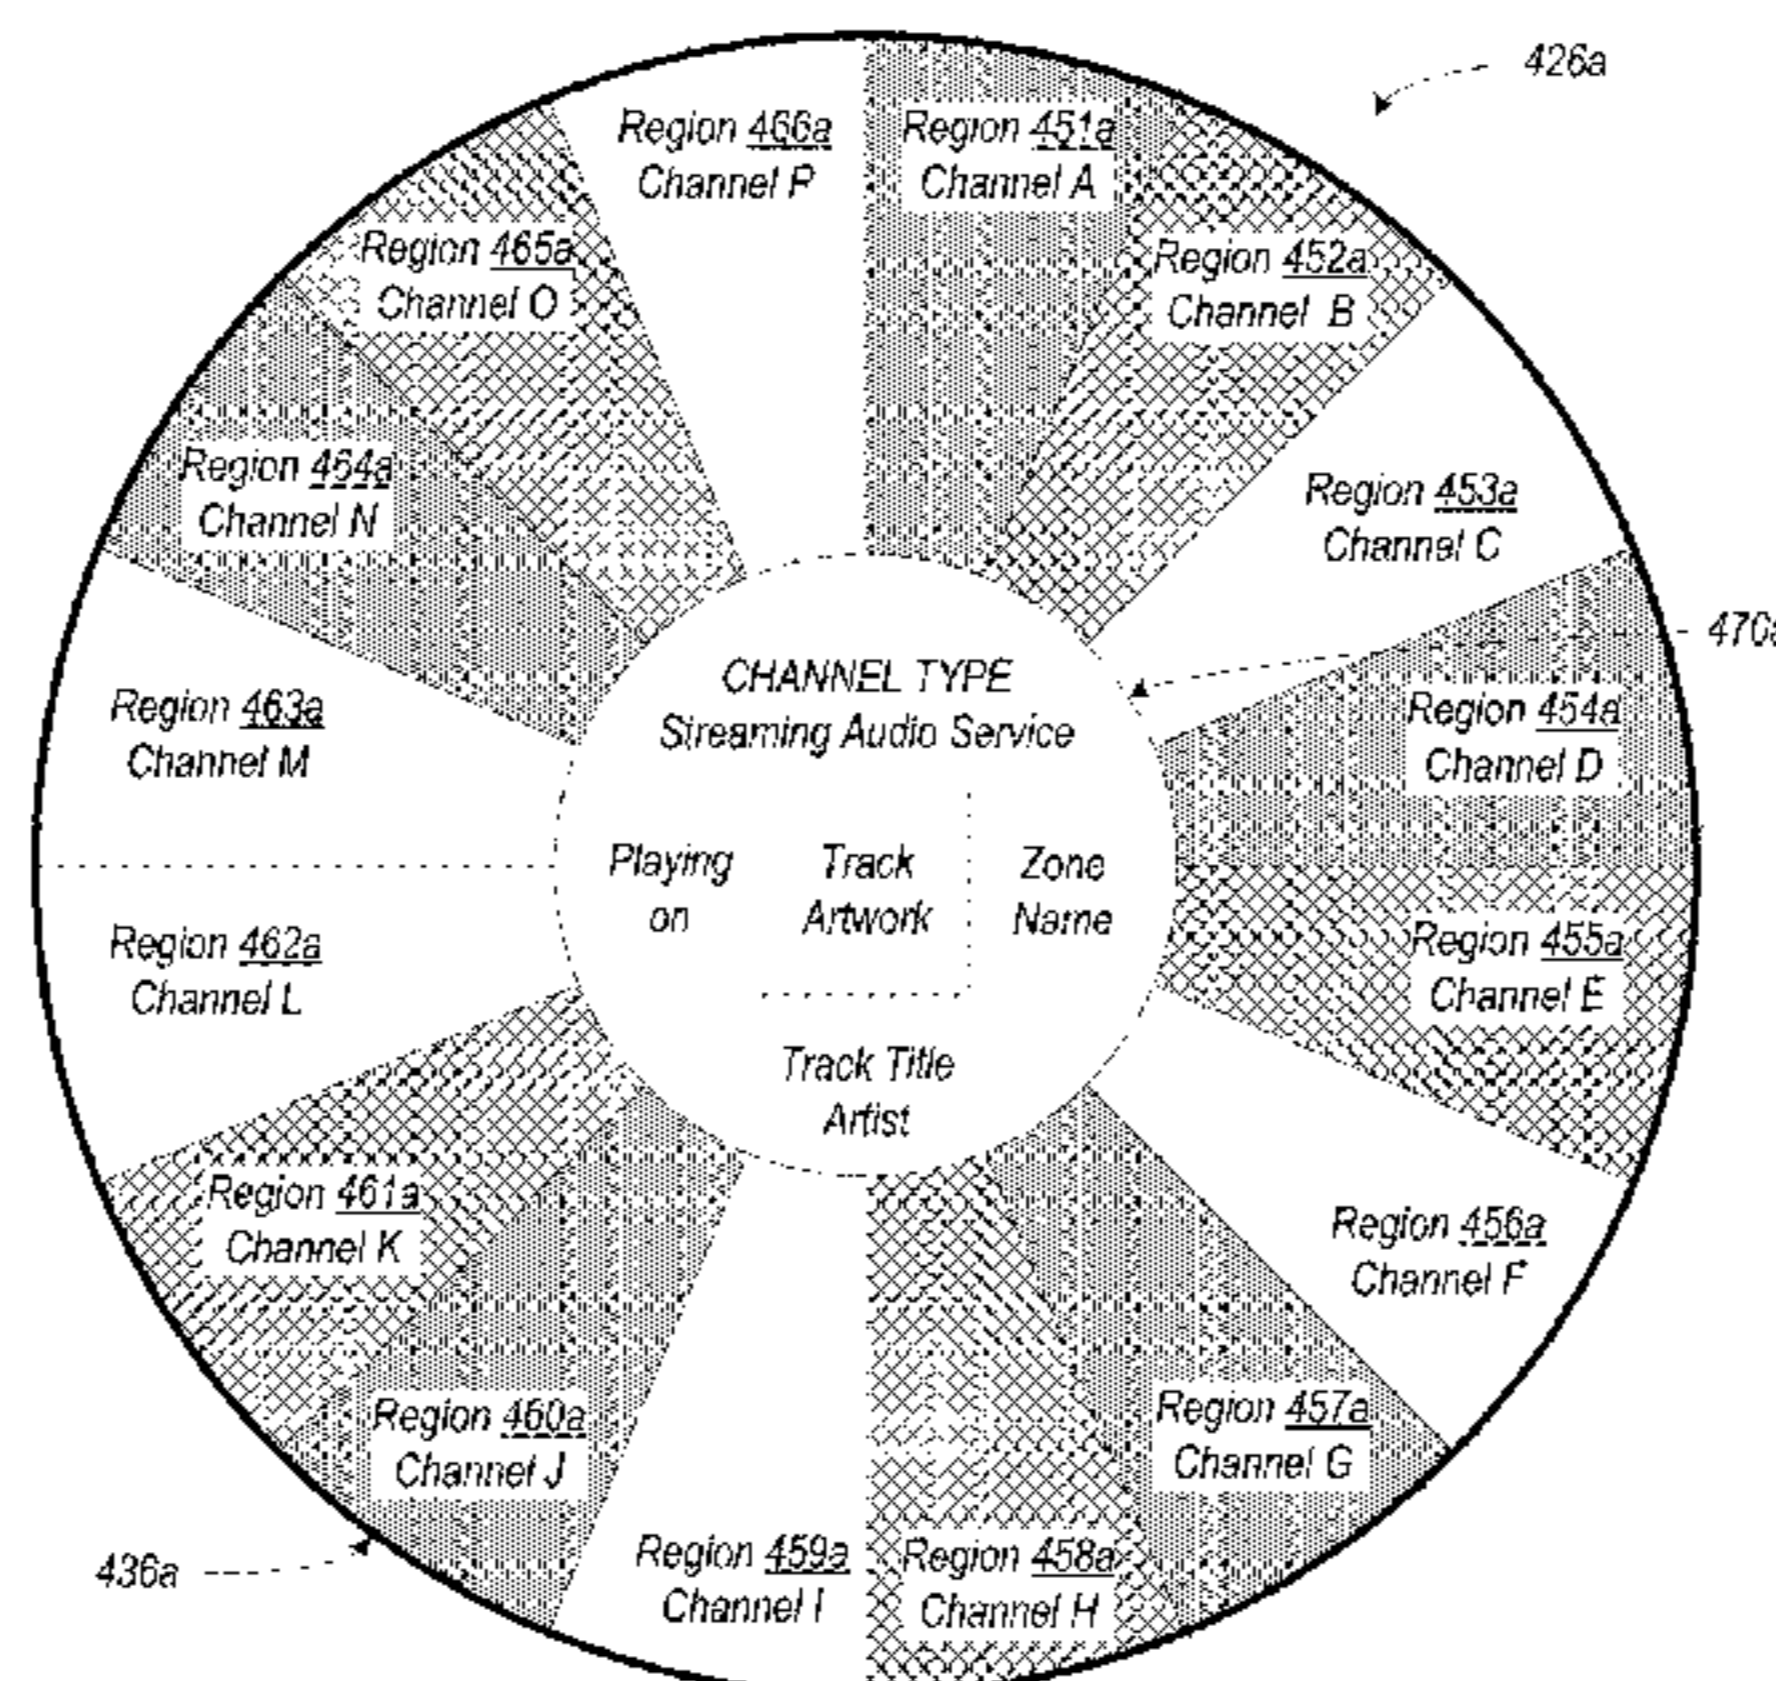 426a
Region 466a
Channel P
Region 451a
Channel A
Region 465a
Channel O
Region 452a
Channel B
Region 464a
Channel N
Region 453a
Channel C
470a
Region 463a
Channel M
CHANNEL TYPE
Streaming Audio Service
Region 454a
Channel D
Playing
on
Track
Artwork
Zone
Name
Region 462a
Channel L
Region 455a
Channel E
Track Title
Artist
Region 461a
Channel K
Region 456a
Channel F
Region 460a
Channel J
Region 457a
Channel G
Region 459a
Channel I
Region 458a
Channel H
436a